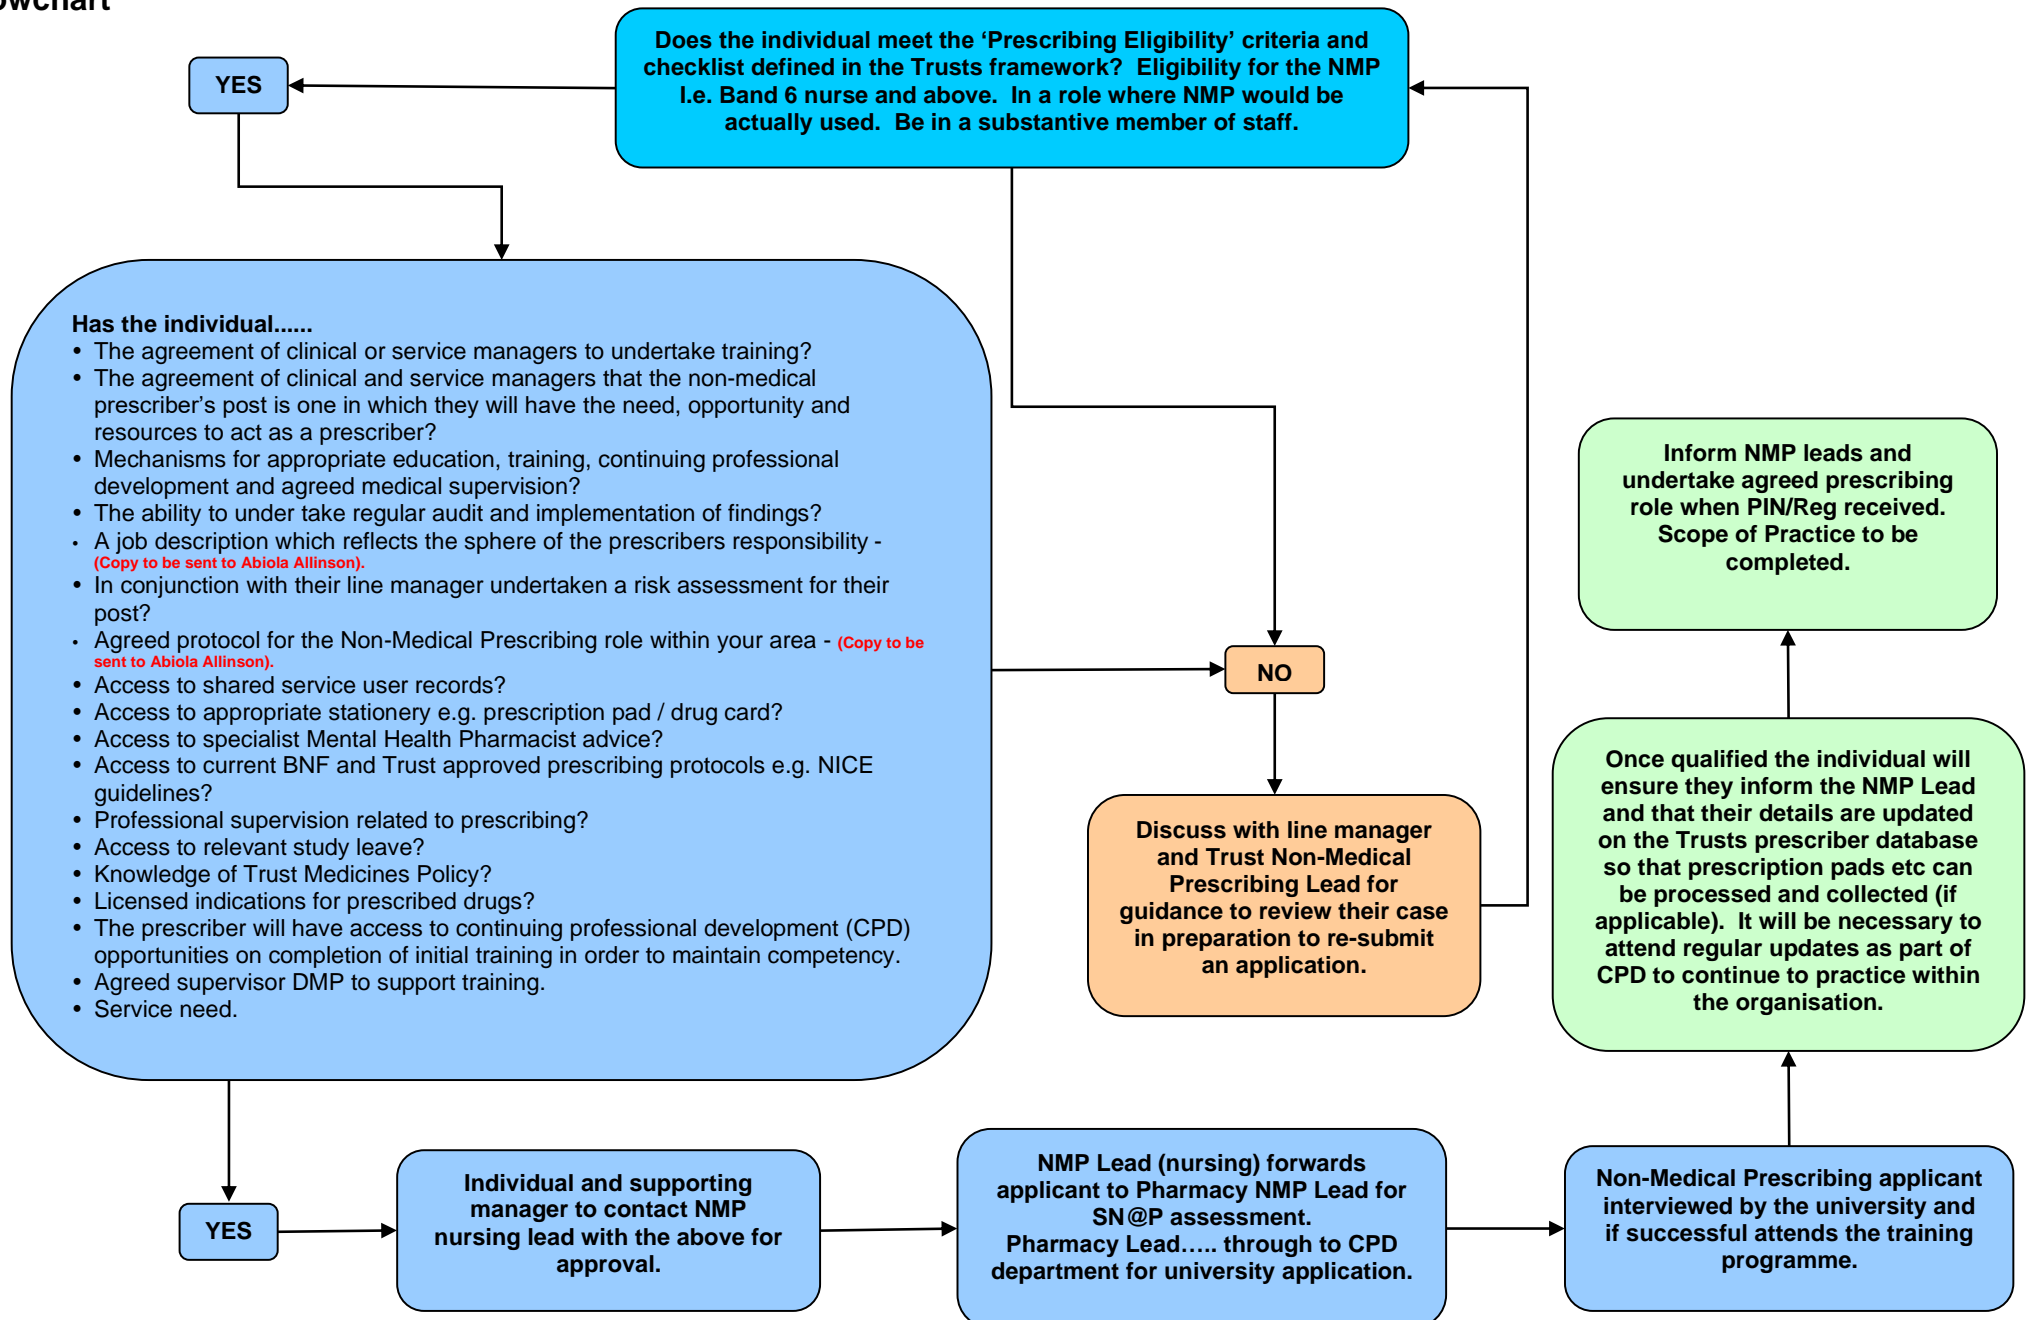 Does the individual meet the ‘Prescribing Eligibility’ criteria and
checklist defined in the Trusts framework?  Eligibility for the NMP
I.e. Band 6 nurse and above.  In a role where NMP would be
actually used.  Be in a substantive member of staff.
YES
Has the individual......
• The agreement of clinical or service managers to undertake training?
• The agreement of clinical and service managers that the non-medical
prescriber’s post is one in which they will have the need, opportunity and
resources to act as a prescriber?
• Mechanisms for appropriate education, training, continuing professional
development and agreed medical supervision?
• The ability to under take regular audit and implementation of findings?
• A job description which reflects the sphere of the prescribers responsibility -
(Copy to be sent to Abiola Allinson).
• In conjunction with their line manager undertaken a risk assessment for their
post?
• Agreed protocol for the Non-Medical Prescribing role within your area - (Copy to be
sent to Abiola Allinson).
• Access to shared service user records?
• Access to appropriate stationery e.g. prescription pad / drug card?
• Access to specialist Mental Health Pharmacist advice?
• Access to current BNF and Trust approved prescribing protocols e.g. NICE
guidelines?
• Professional supervision related to prescribing?
• Access to relevant study leave?
• Knowledge of Trust Medicines Policy?
• Licensed indications for prescribed drugs?
• The prescriber will have access to continuing professional development (CPD)
opportunities on completion of initial training in order to maintain competency.
• Agreed supervisor DMP to support training.
• Service need.
NO
Discuss with line manager
and Trust Non-Medical
Prescribing Lead for
guidance to review their case
in preparation to re-submit
an application.
YES
Individual and supporting
manager to contact NMP
nursing lead with the above for
approval.
NMP Lead (nursing) forwards
applicant to Pharmacy NMP Lead for
SN@P assessment.
Pharmacy Lead….. through to CPD
department for university application.
Non-Medical Prescribing applicant
interviewed by the university and
if successful attends the training
programme.
Once qualified the individual will
ensure they inform the NMP Lead
and that their details are updated
on the Trusts prescriber database
so that prescription pads etc can
be processed and collected (if
applicable).  It will be necessary to
attend regular updates as part of
CPD to continue to practice within
the organisation.
Inform NMP leads and
undertake agreed prescribing
role when PIN/Reg received.
Scope of Practice to be
completed.